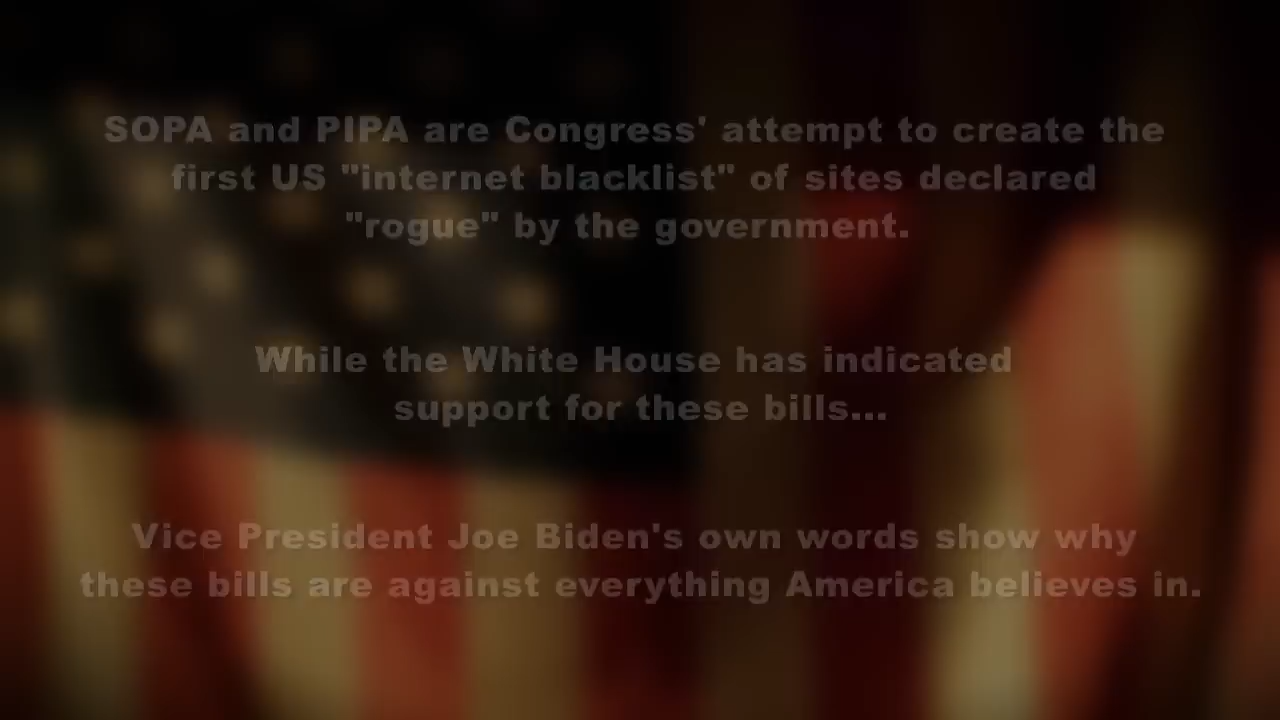 SOPA and PIPA are Congress' attempt to create the
first US "internet blacklist" of sites declared
"rogue" by the government.
While the White House has indicated
support for these bills...
Vice President Joe Biden's own words show why
these bills are against everything America believes in.